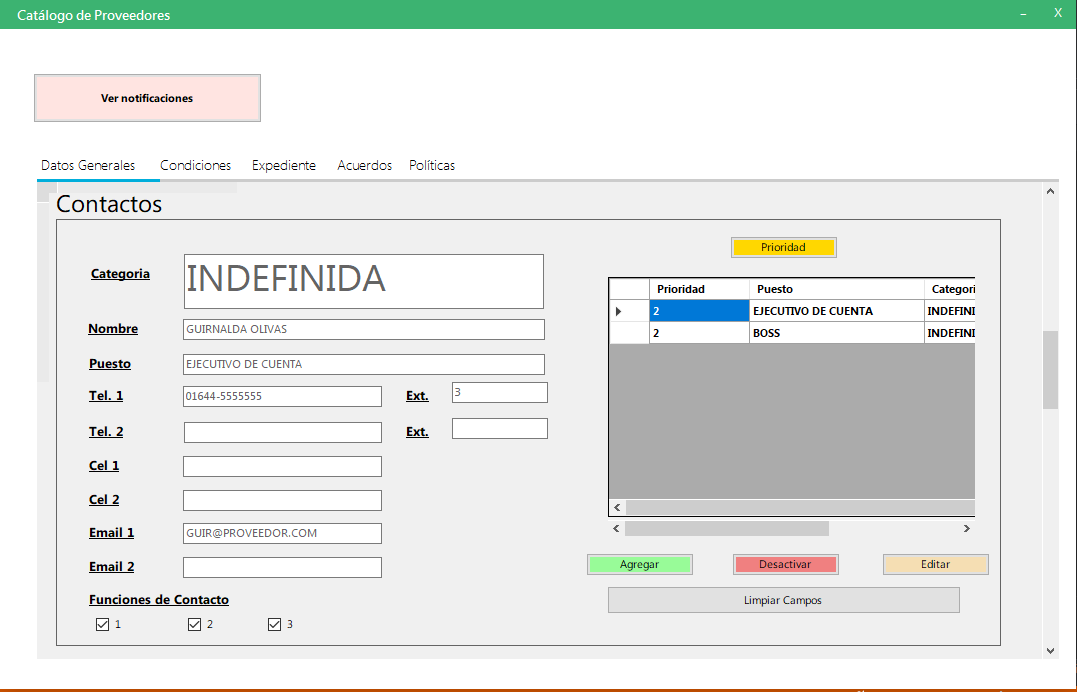 Catálogo de Proveedores
– X
Ver notificaciones
Datos Generales Condiciones Expediente Acuerdos Políticas
Contactos
Prioridad
Categoria INDEFINIDA
Prioridad Puesto Categori
2 EJECUTIVO DE CUENTA INDEFINI
2 BOSS INDEFINI
Nombre GUIRNALDA OLIVAS
Puesto EJECUTIVO DE CUENTA
Tel. 1 01644-5555555 Ext. 3
Tel. 2 Ext.
Cel 1
Cel 2
Email 1 GUIR@PROVEEDOR.COM
Email 2
Agregar Desactivar Editar
Limpiar Campos
Funciones de Contacto
1 2 3